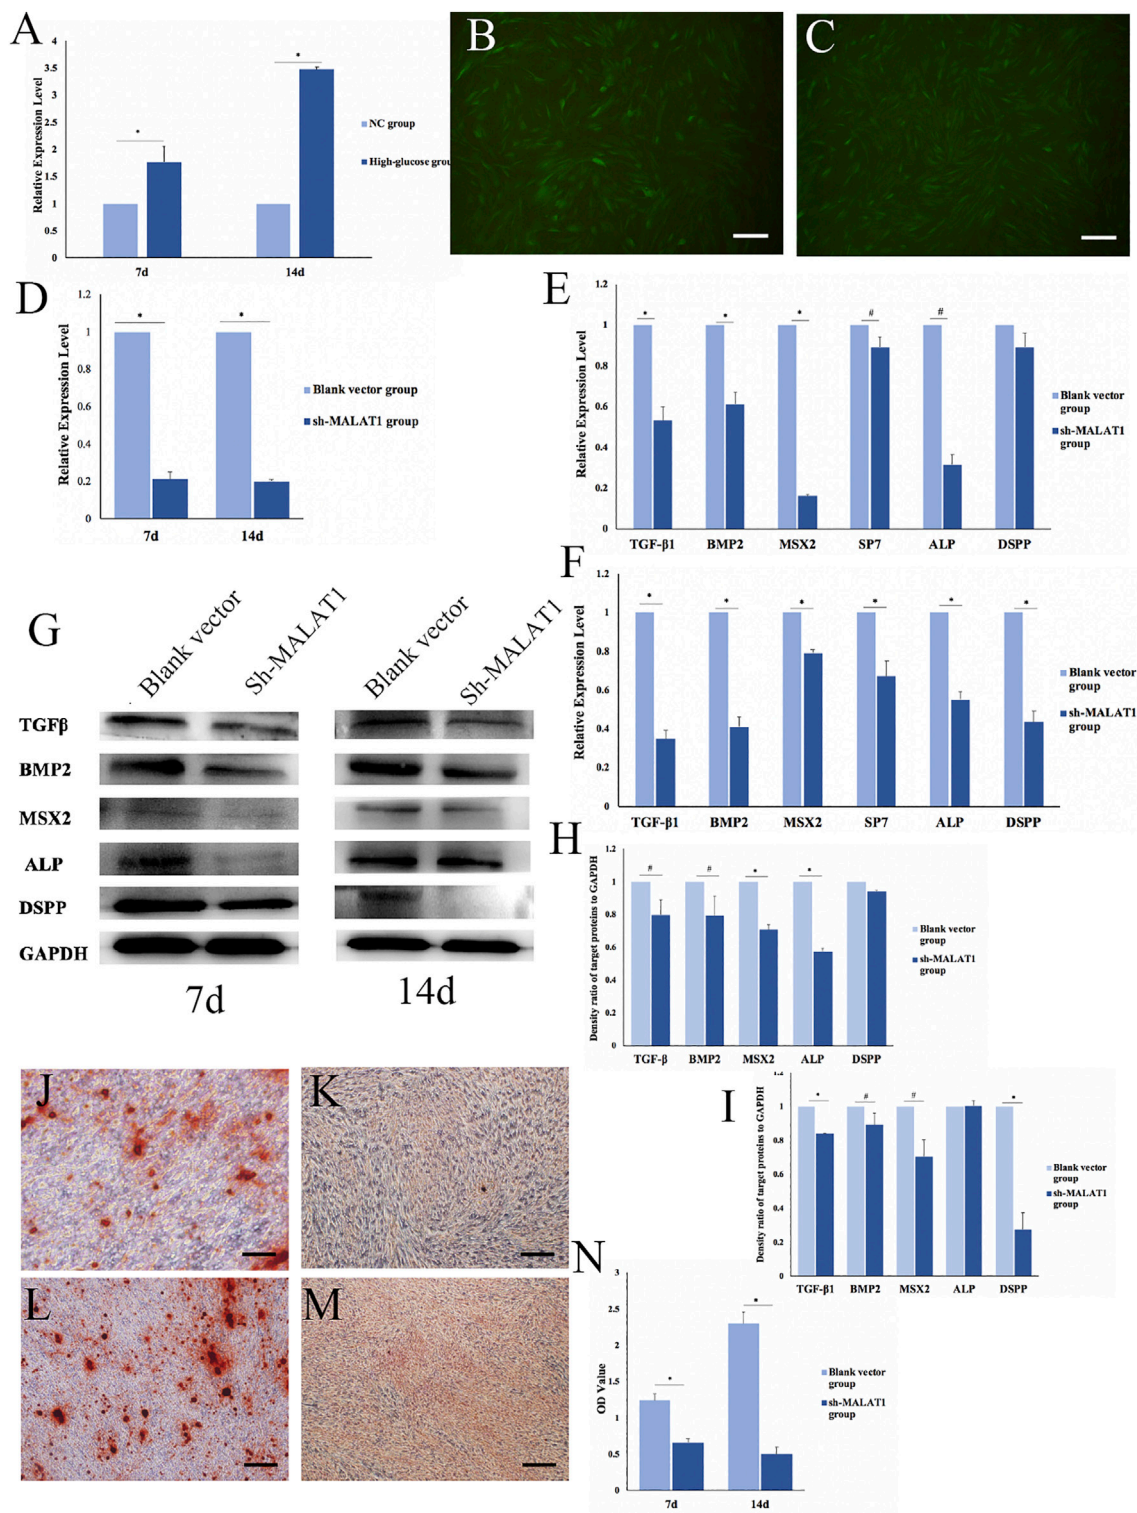 A
4
3.5
3
2.5
2
1.5
1
0.5
0
Relative Expression Level
*
*
7d
14d
NC group
High-glucose grou
B
C
D
1.2
1
0.8
0.6
0.4
0.2
0
Relative Expression Level
*
*
7d
14d
Blank vector group
sh-MALAT1 group
E
1.2
1
0.8
0.6
0.4
0.2
0
Relative Expression Level
*
*
*
#
#
TGF-β1
BMP2
MSX2
SP7
ALP
DSPP
Blank vector
group
sh-MALAT1
group
F
1.2
1
0.8
0.6
0.4
0.2
0
Relative Expression Level
*
*
*
*
*
*
TGF-β1
BMP2
MSX2
SP7
ALP
DSPP
Blank vector
group
sh-MALAT1
group
G
Blank vector
Sh-MALAT1
Blank vector
Sh-MALAT1
TGFβ
BMP2
MSX2
ALP
DSPP
GAPDH
7d
14d
H
1.2
1
0.8
0.6
0.4
0.2
0
Density ratio of target proteins to GAPDH
#
#
*
*
TGF-β
BMP2
MSX2
ALP
DSPP
Blank vector
group
sh-MALAT1
group
I
1.2
1
0.8
0.6
0.4
0.2
0
Density ratio of target proteins to GAPDH
*
#
#
*
TGF-β1
BMP2
MSX2
ALP
DSPP
Blank vector
group
sh-MALAT1
group
J
K
L
M
N
3
2.5
2
1.5
1
0.5
0
OD Value
*
*
7d
14d
Blank vector
group
sh-MALAT1
group